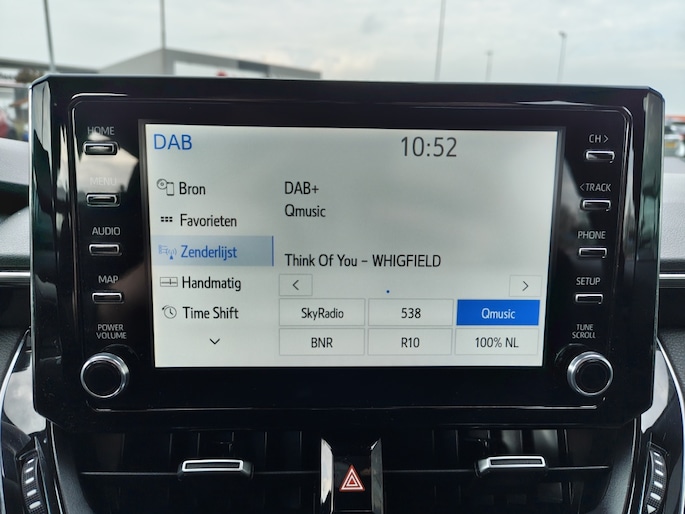 HOME
MENU
AUDIO
MAP
POWER
VOLUME
DAB
10:52
Bron
Favorieten
Zenderlijst
Handmatig
Time Shift
DAB+
Qmusic
Think Of You – WHIGFIELD
< >
SkyRadio 538 Qmusic
BNR R10 100% NL
CH >
< TRACK
PHONE
SETUP
TUNE
SCROLL